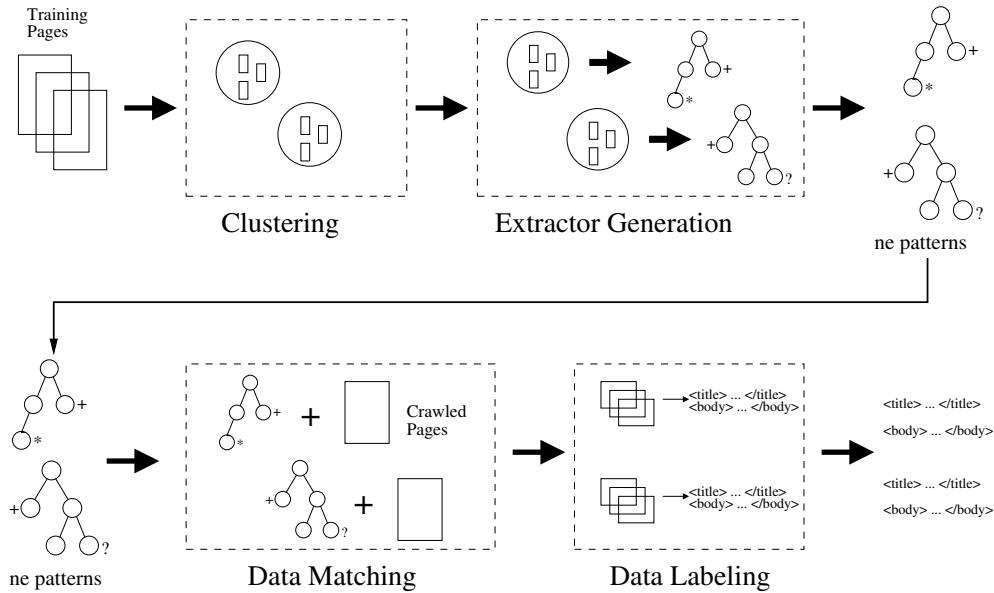 Training
Pages
+
*
+
?
Clustering
Extractor Generation
+
*
+
?
ne patterns
+
*
+
?
ne patterns
+
*
+
Crawled
Pages
+
?
+
Data Matching
<title> ... </title>
<body> ... </body>
<title> ... </title>
<body> ... </body>
Data Labeling
<title> ... </title>
<body> ... </body>
<title> ... </title>
<body> ... </body>